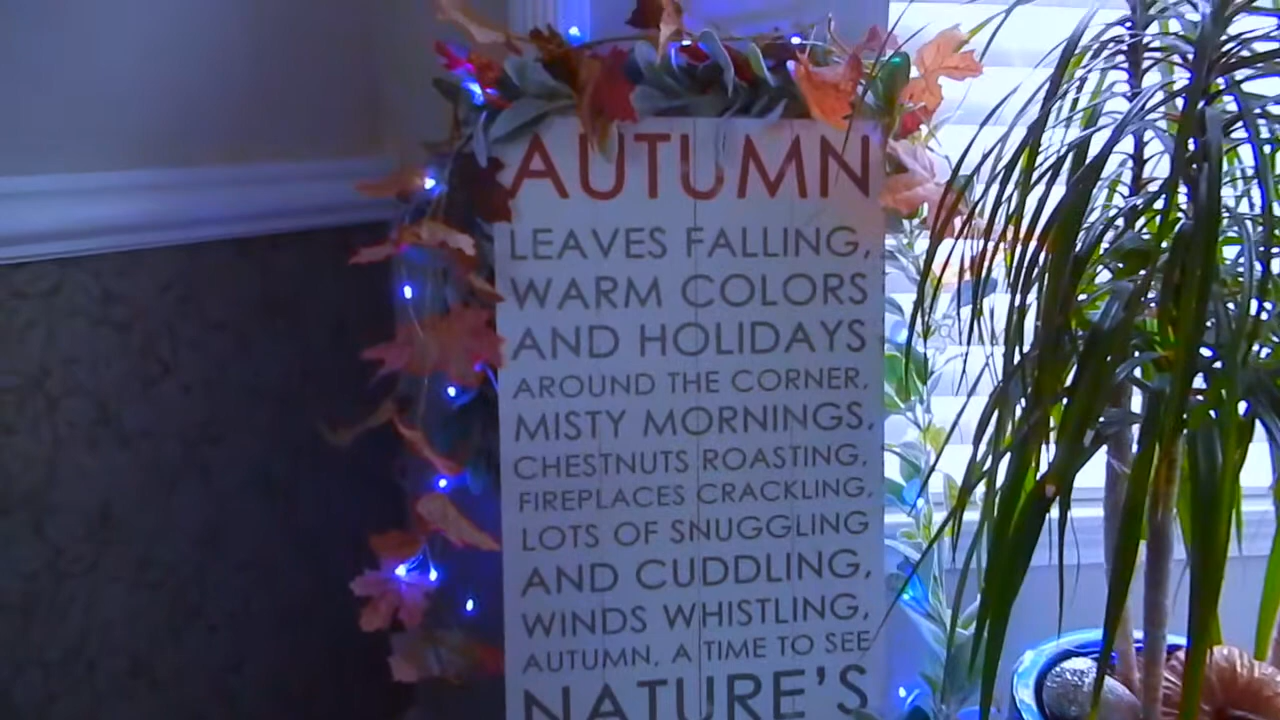 AUTUMN
LEAVES FALLING,
WARM COLORS
AND HOLIDAYS
AROUND THE CORNER,
MISTY MORNINGS,
CHESTNUTS ROASTING,
FIREPLACES CRACKLING,
LOTS OF SNUGGLING
AND CUDDLING,
WINDS WHISTLING,
AUTUMN, A TIME TO SEE
NATURE'S